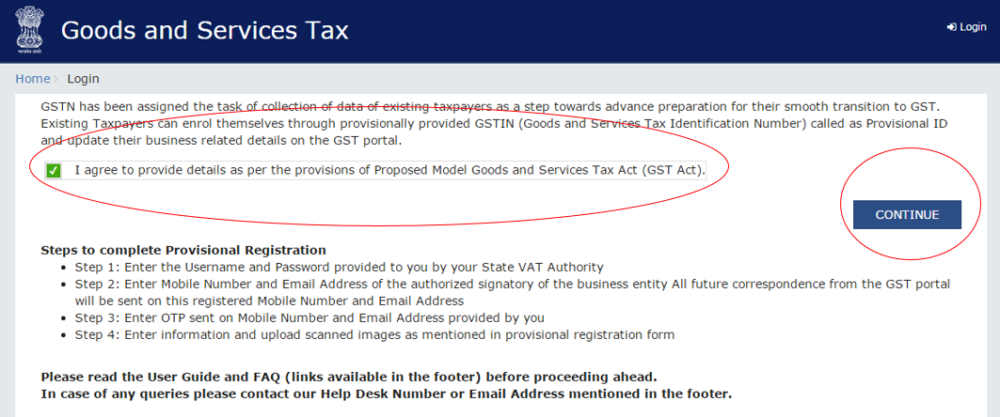 Goods and Services Tax
Login
Home > Login
GSTN has been assigned the task of collection of data of existing taxpayers as a step towards advance preparation for their smooth transition to GST.
Existing Taxpayers can enrol themselves through provisionally provided GSTIN (Goods and Services Tax Identification Number) called as Provisional ID
and update their business related details on the GST portal.
I agree to provide details as per the provisions of Proposed Model Goods and Services Tax Act (GST Act).
CONTINUE
Steps to complete Provisional Registration
• Step 1: Enter the Username and Password provided to you by your State VAT Authority
• Step 2: Enter Mobile Number and Email Address of the authorized signatory of the business entity All future correspondence from the GST portal
will be sent on this registered Mobile Number and Email Address
• Step 3: Enter OTP sent on Mobile Number and Email Address provided by you
• Step 4: Enter information and upload scanned images as mentioned in provisional registration form
Please read the User Guide and FAQ (links available in the footer) before proceeding ahead.
In case of any queries please contact our Help Desk Number or Email Address mentioned in the footer.